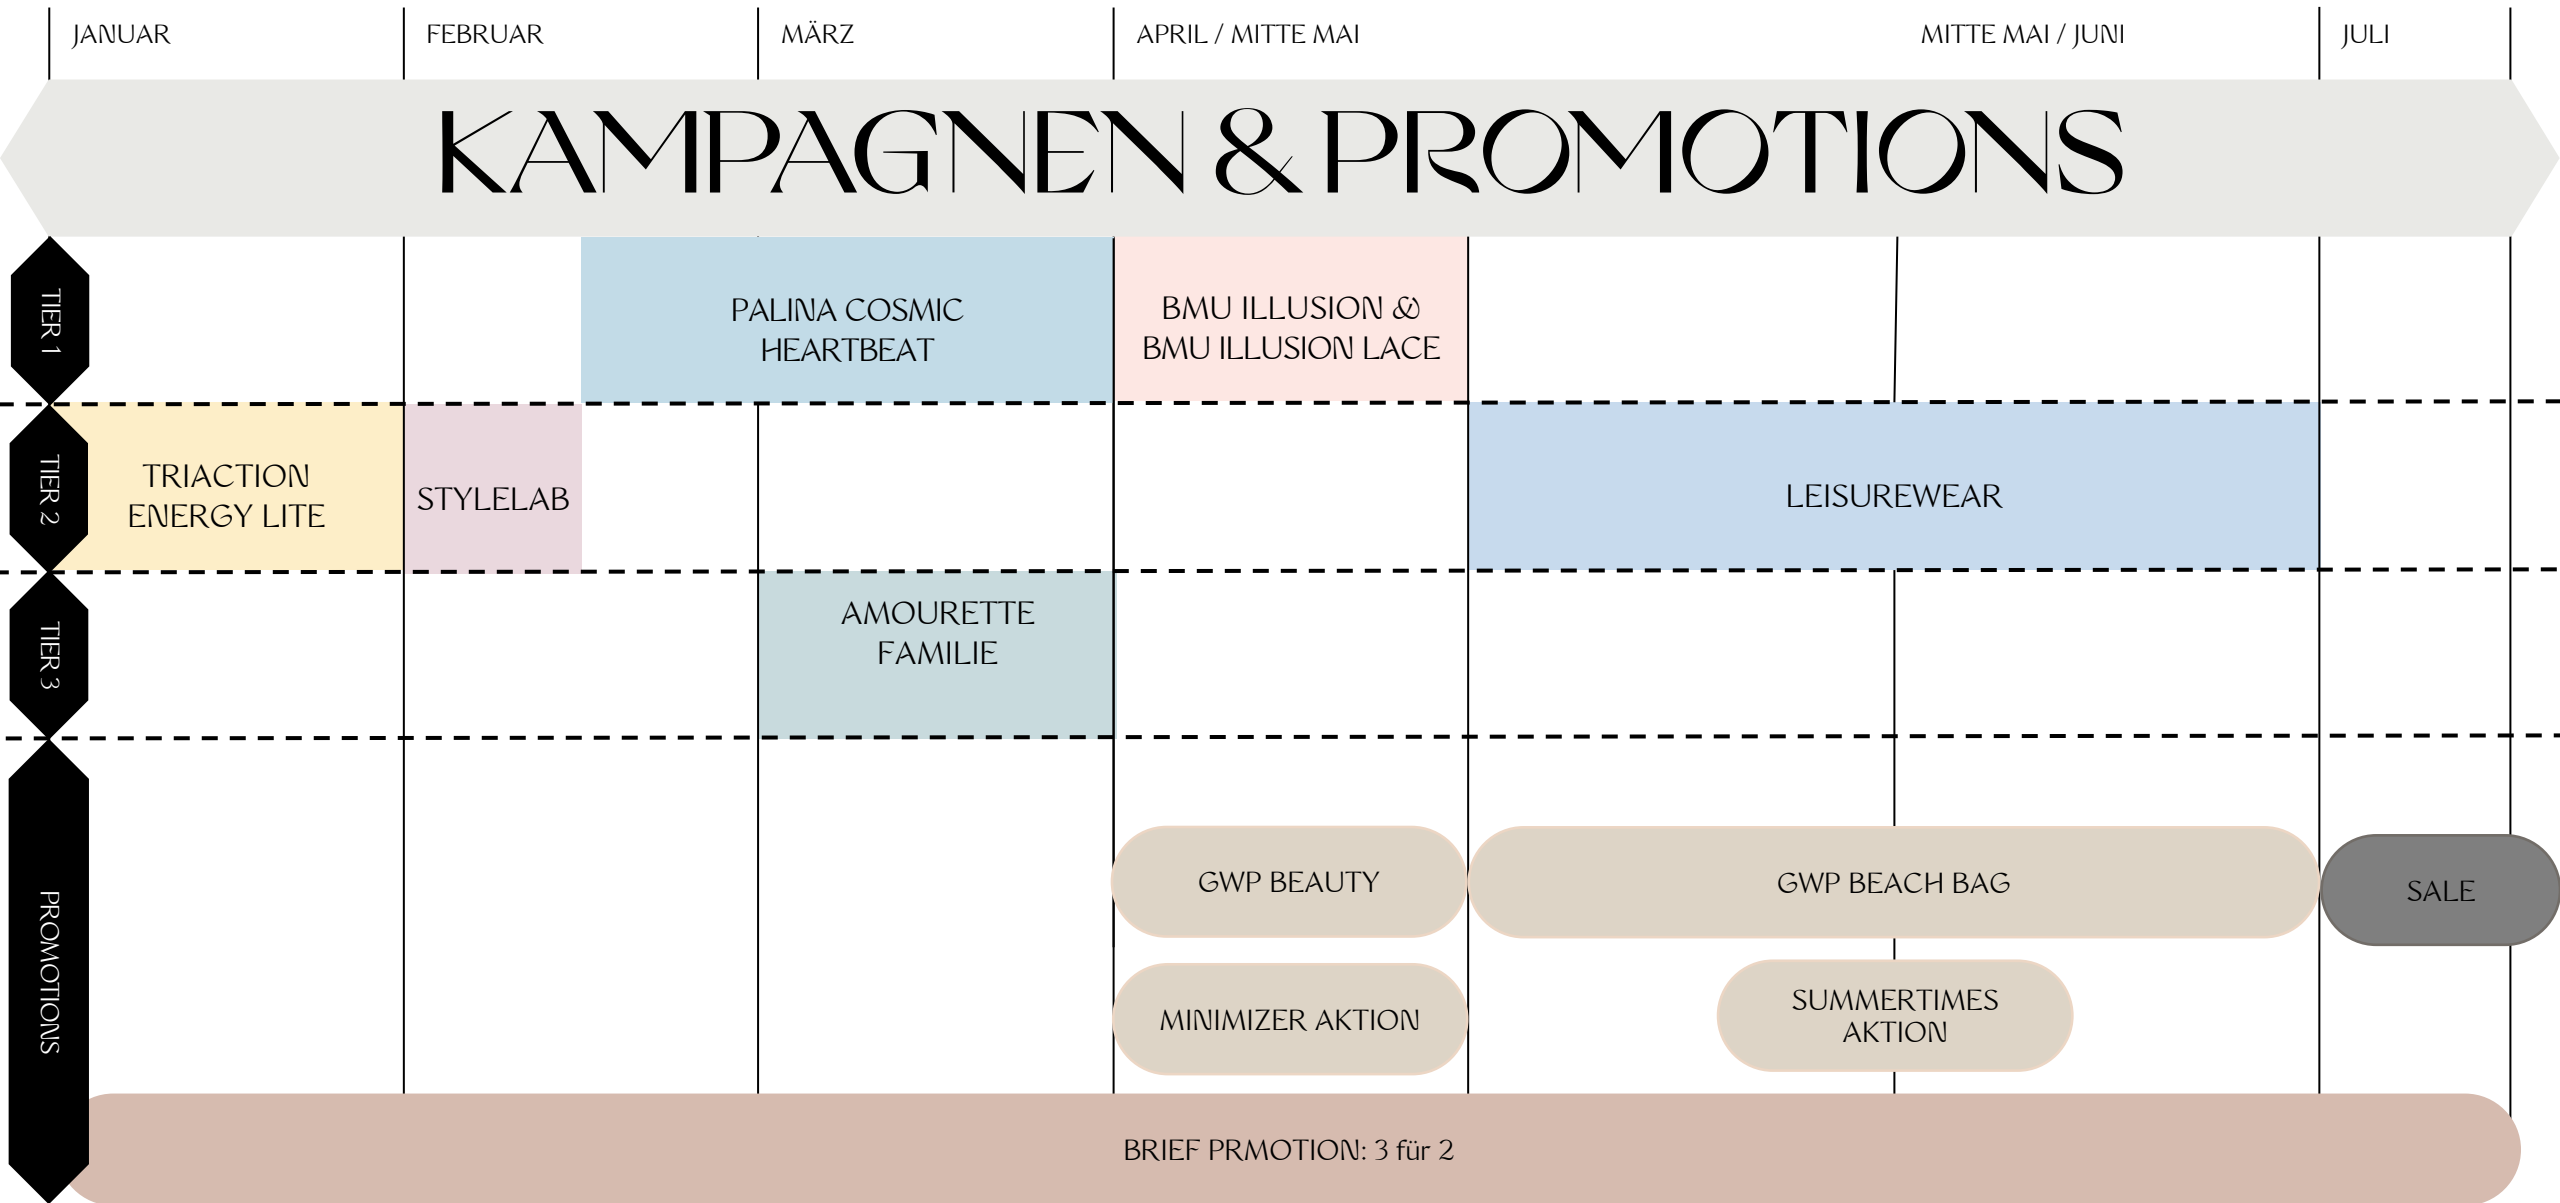 JANUAR
FEBRUAR
MÄRZ
APRIL / MITTE MAI
MITTE MAI / JUNI
JULI
KAMPAGNEN & PROMOTIONS
TIER 1
PALINA COSMIC
HEARTBEAT
BMU ILLUSION &
BMU ILLUSION LACE
TIER 2
TRIACTION
ENERGY LITE
STYLELAB
LEISUREWEAR
TIER 3
AMOURETTE
FAMILIE
PROMOTIONS
GWP BEAUTY
GWP BEACH BAG
SALE
MINIMIZER AKTION
SUMMERTIMES
AKTION
BRIEF PRMOTION: 3 für 2